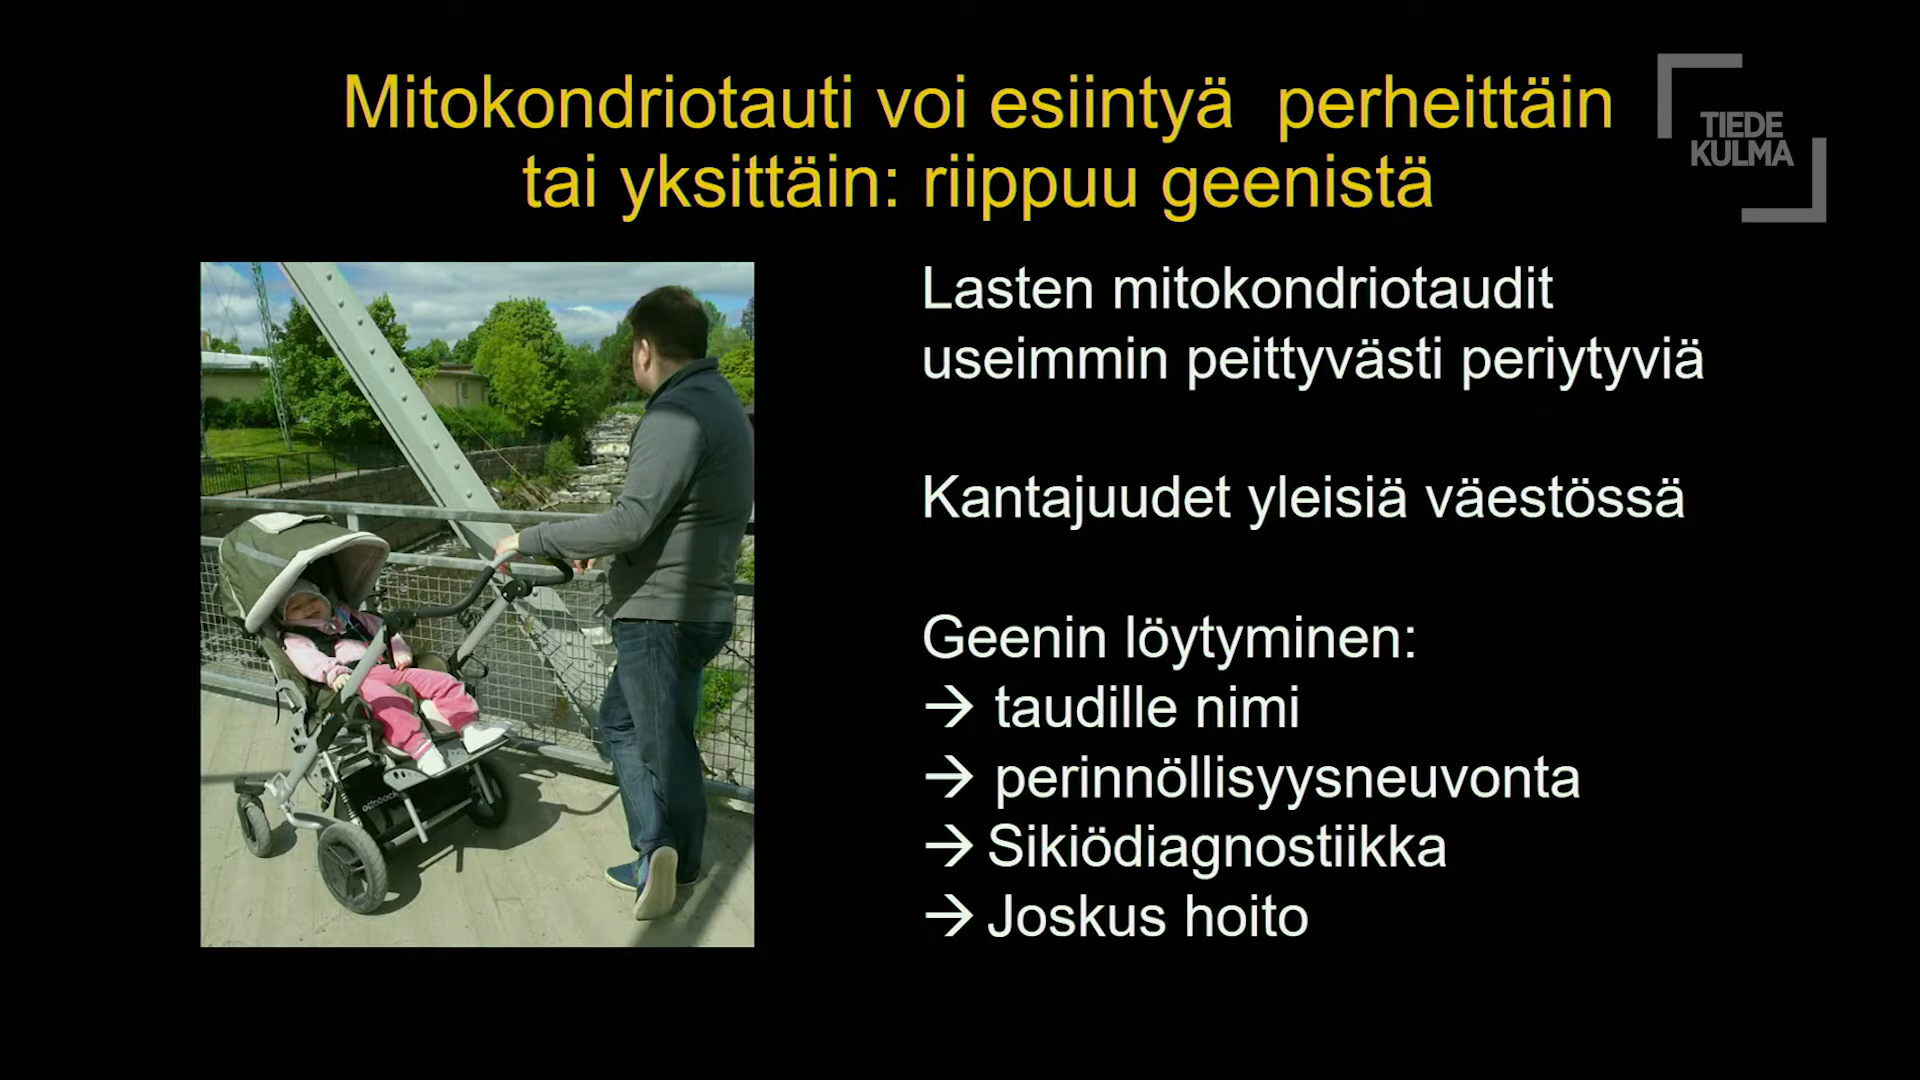 Mitokondriotauti voi esiintyä perheittäin
tai yksittäin: riippuu geenistä
TIEDE
KULMA
Lasten mitokondriotaudit
useimmin peittyvästi periytyviä
Kantajuudet yleisiä väestössä
Geenin löytyminen:
→ taudille nimi
→ perinnöllisyysneuvonta
→ Sikiödiagnostiikka
→ Joskus hoito
ottobock